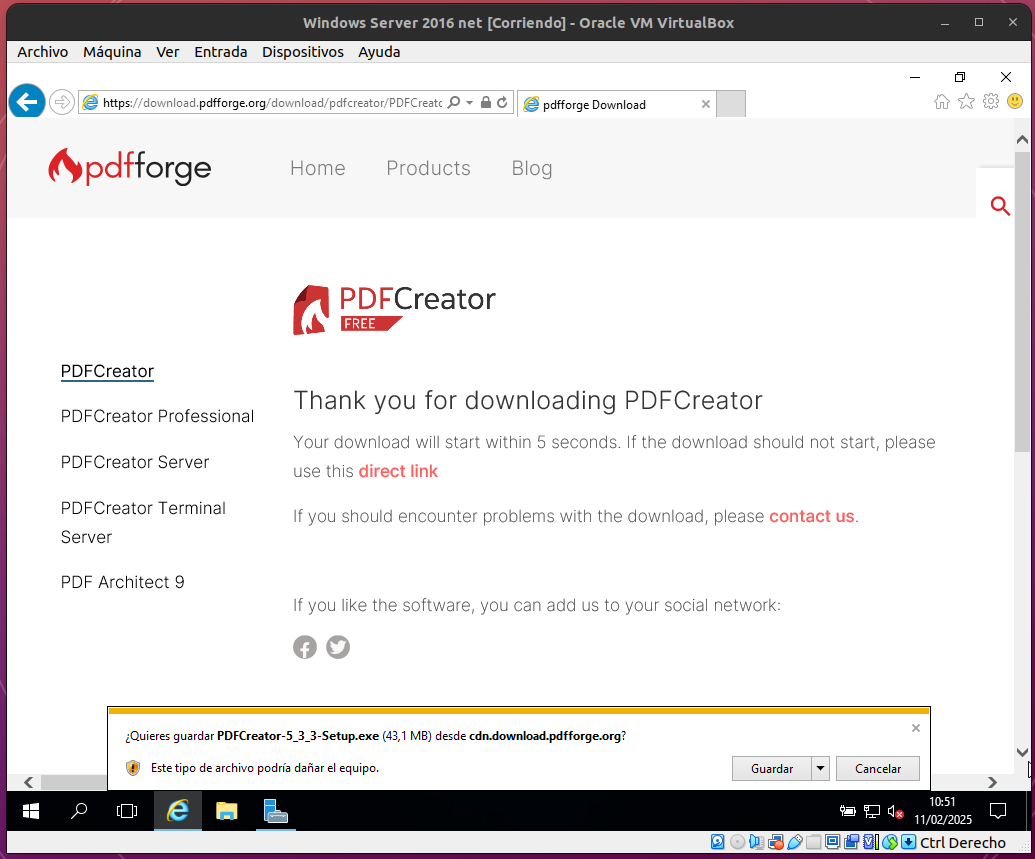 Windows Server 2016 net [Corriendo] - Oracle VM VirtualBox
Archivo Máquina Ver Entrada Dispositivos Ayuda
https://download.pdfforge.org/download/pdfcreator/PDFCreatc
pdfforge Download
pdfforge
Home Products Blog
PDFCreator
FREE
PDFCreator
PDFCreator Professional
PDFCreator Server
PDFCreator Terminal
Server
PDF Architect 9
Thank you for downloading PDFCreator
Your download will start within 5 seconds. If the download should not start, please
use this direct link
If you should encounter problems with the download, please contact us.
If you like the software, you can add us to your social network:
¿Quieres guardar PDFCreator-5_3_3-Setup.exe (43,1 MB) desde cdn.download.pdfforge.org?
Este tipo de archivo podría dañar el equipo.
Guardar
Cancelar
10:51
11/02/2025
Ctrl Derecho